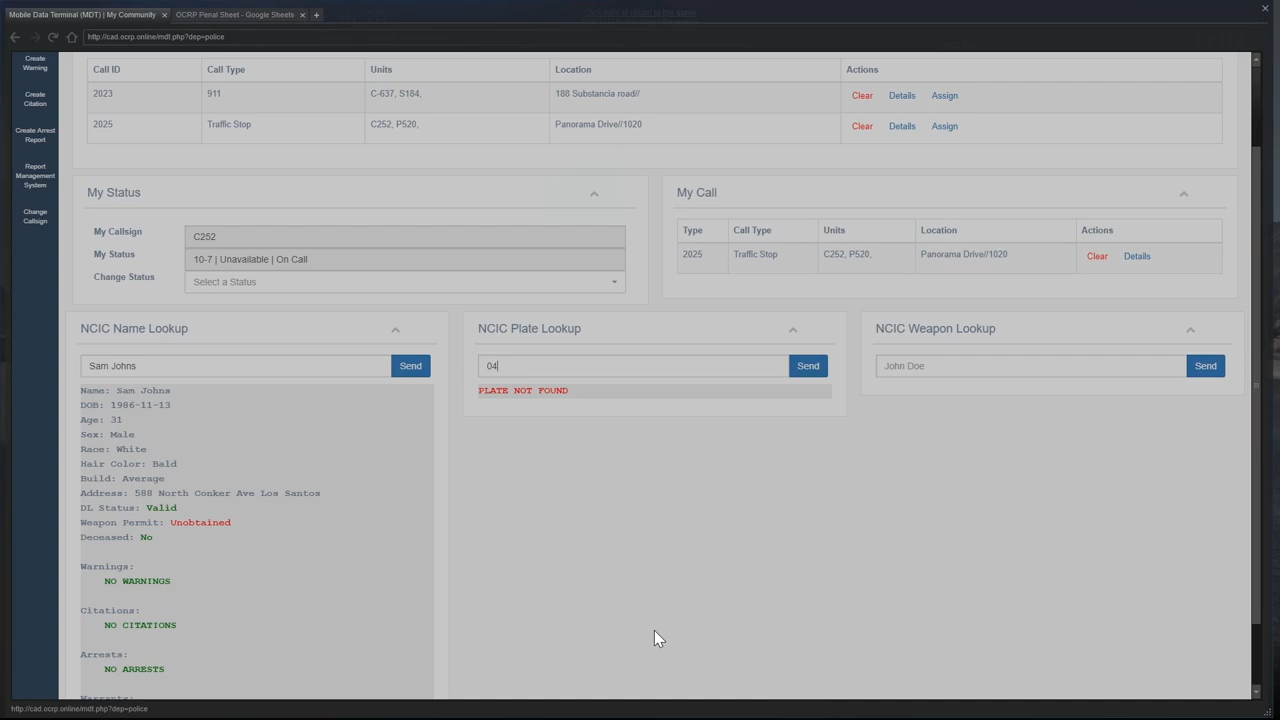 Click here to return to the game
Mobile Data Terminal (MDT) | My Community × OCRP Penal Sheet - Google Sheets × +
http://cad.ocrp.online/mdt.php?dep=police
Create Warning
Create Citation
Create Arrest Report
Report Management System
Change Callsign
Call ID Call Type Units Location Actions
2023 911 C-637, S184, 188 Substancia road// Clear Details Assign
2025 Traffic Stop C252, P520, Panorama Drive//1020 Clear Details Assign
My Status
My Callsign C252
My Status 10-7 | Unavailable | On Call
Change Status Select a Status
My Call
Type Call Type Units Location Actions
2025 Traffic Stop C252, P520, Panorama Drive//1020 Clear Details
NCIC Name Lookup
Sam Johns Send
Name: Sam Johns
DOB: 1986-11-13
Age: 31
Sex: Male
Race: White
Hair Color: Bald
Build: Average
Address: 588 North Conker Ave Los Santos
DL Status: Valid
Weapon Permit: Unobtained
Deceased: No
Warnings:
NO WARNINGS
Citations:
NO CITATIONS
Arrests:
NO ARRESTS
Warrants:
NCIC Plate Lookup
04 Send
PLATE NOT FOUND
NCIC Weapon Lookup
John Doe Send
http://cad.ocrp.online/mdt.php?dep=police